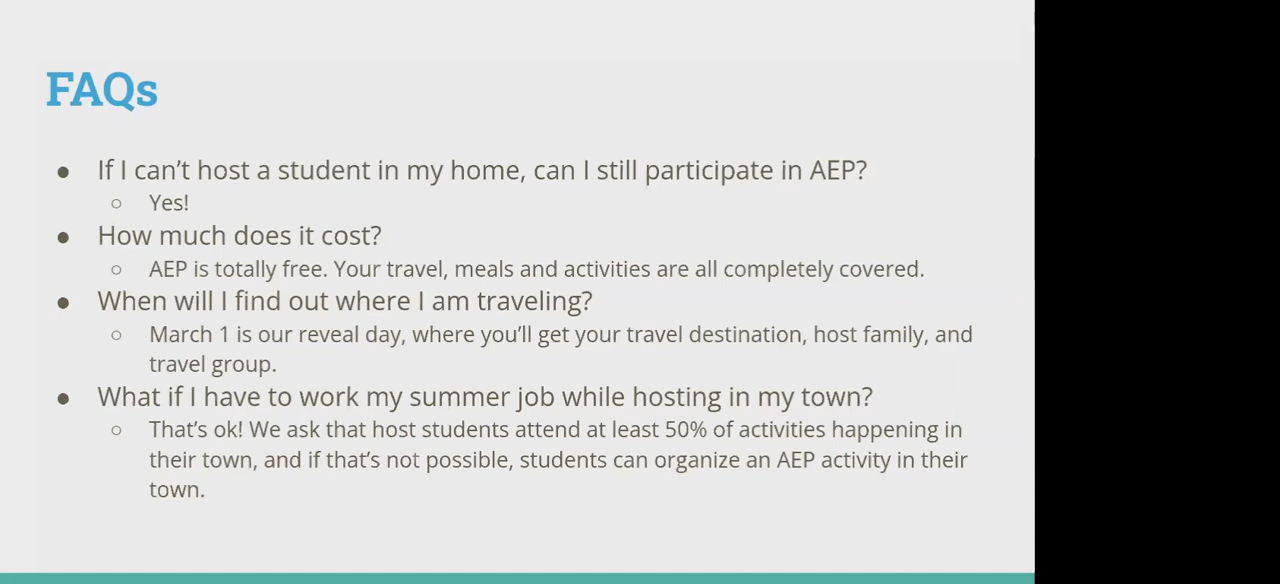 FAQs
● If I can’t host a student in my home, can I still participate in AEP?
○ Yes!
● How much does it cost?
○ AEP is totally free. Your travel, meals and activities are all completely covered.
● When will I find out where I am traveling?
○ March 1 is our reveal day, where you’ll get your travel destination, host family, and
travel group.
● What if I have to work my summer job while hosting in my town?
○ That’s ok! We ask that host students attend at least 50% of activities happening in
their town, and if that’s not possible, students can organize an AEP activity in their
town.